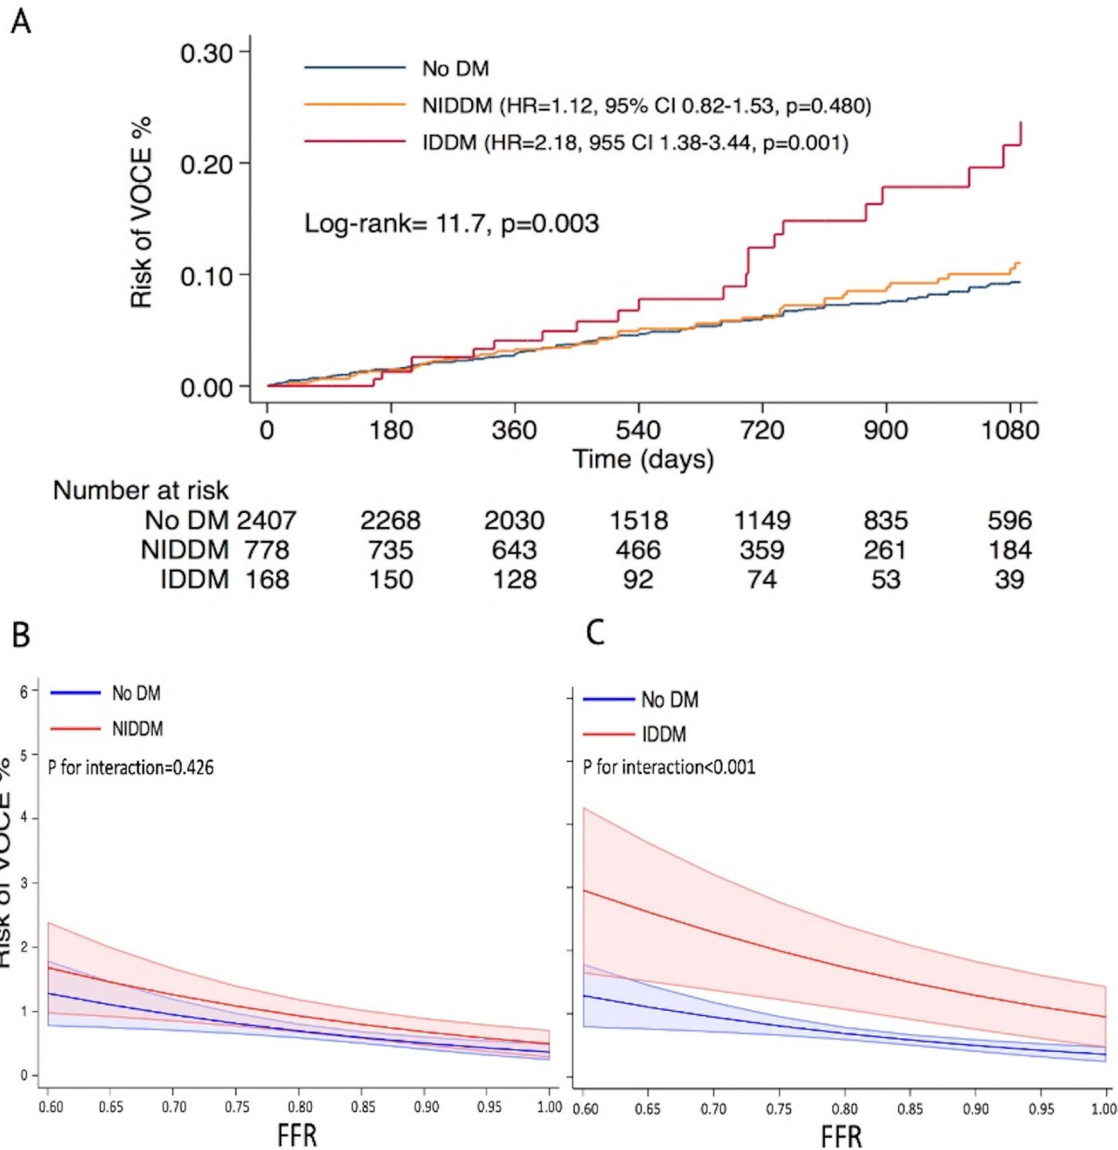 A
0.30
0.20
0.10
0.00
Risk of VOCE %
No DM
NIDDM (HR=1.12, 95% CI 0.82-1.53, p=0.480)
IDDM (HR=2.18, 955 CI 1.38-3.44, p=0.001)
Log-rank= 11.7, p=0.003
0 180 360 540 720 900 1080
Time (days)
Number at risk
No DM 2407 2268 2030 1518 1149 835 596
NIDDM 778 735 643 466 359 261 184
IDDM 168 150 128 92 74 53 39
B
No DM
NIDDM
P for interaction=0.426
6
5
4
3
2
1
0
Risk of VOCE %
0.60 0.65 0.70 0.75 0.80 0.85 0.90 0.95 1.00
FFR
C
No DM
IDDM
P for interaction<0.001
0.60 0.65 0.70 0.75 0.80 0.85 0.90 0.95 1.00
FFR